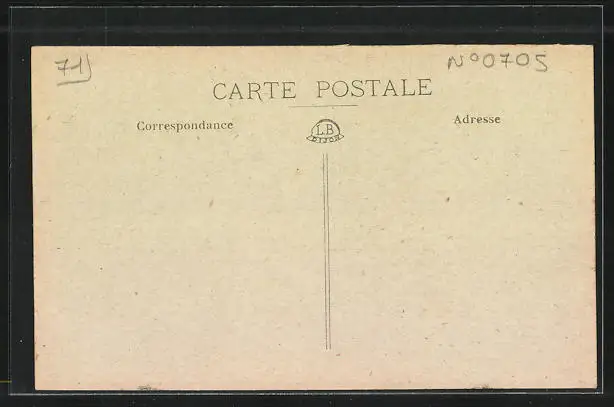 71)
N°0705
CARTE POSTALE
Correspondance
LB
DIJON
Adresse